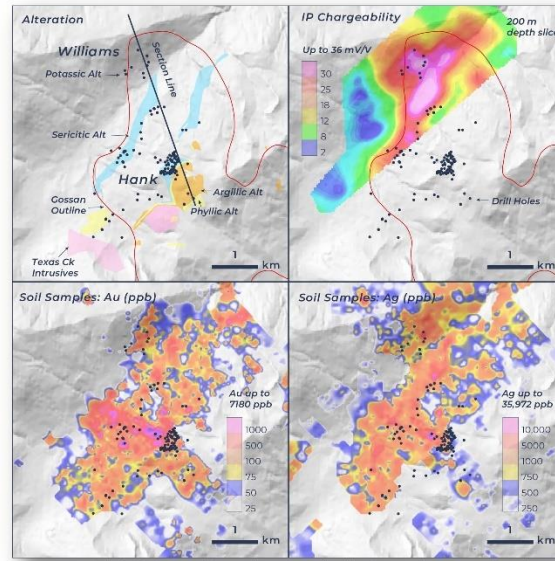 Alteration
Williams
Potassic Alt
Section Line
Sericitic Alt
Hank
Argillic Alt
Gossan
Outline
Phyllic Alt
Texas Ck
Intrusives
1
km
IP Chargeability
200 m
depth slice
Up to 36 mV/V
30
25
18
12
8
2
Drill Holes
1
km
Soil Samples: Au (ppb)
Au up to
7180 ppb
1000
500
100
75
50
25
1
km
Soil Samples: Ag (ppb)
Ag up to
35,972 ppb
10,000
5000
1000
750
500
250
1
km